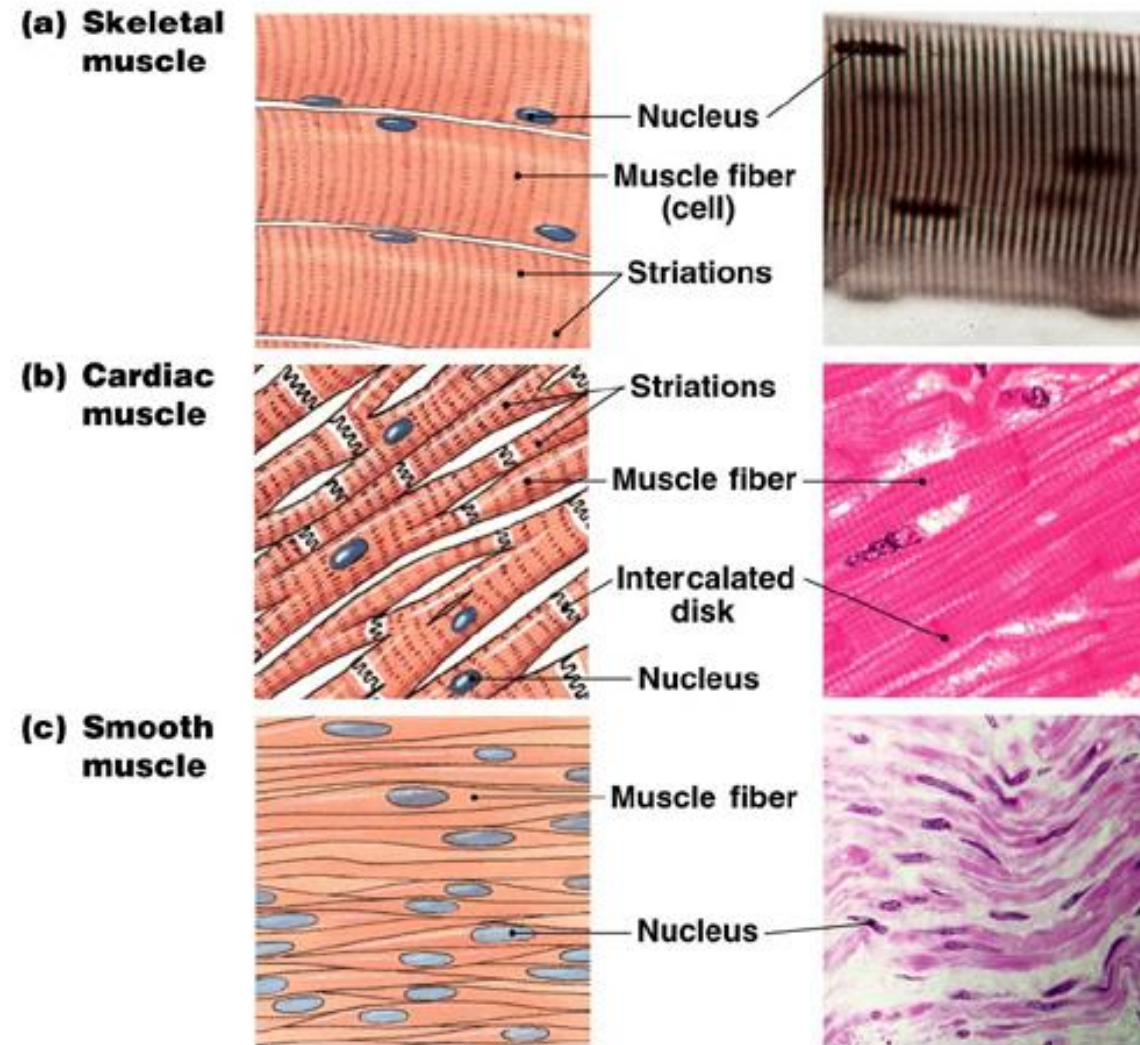 (a) Skeletal
muscle
Nucleus
Muscle fiber
(cell)
Striations
(b) Cardiac
muscle
Striations
Muscle fiber
Intercalated
disk
Nucleus
(c) Smooth
muscle
Muscle fiber
Nucleus